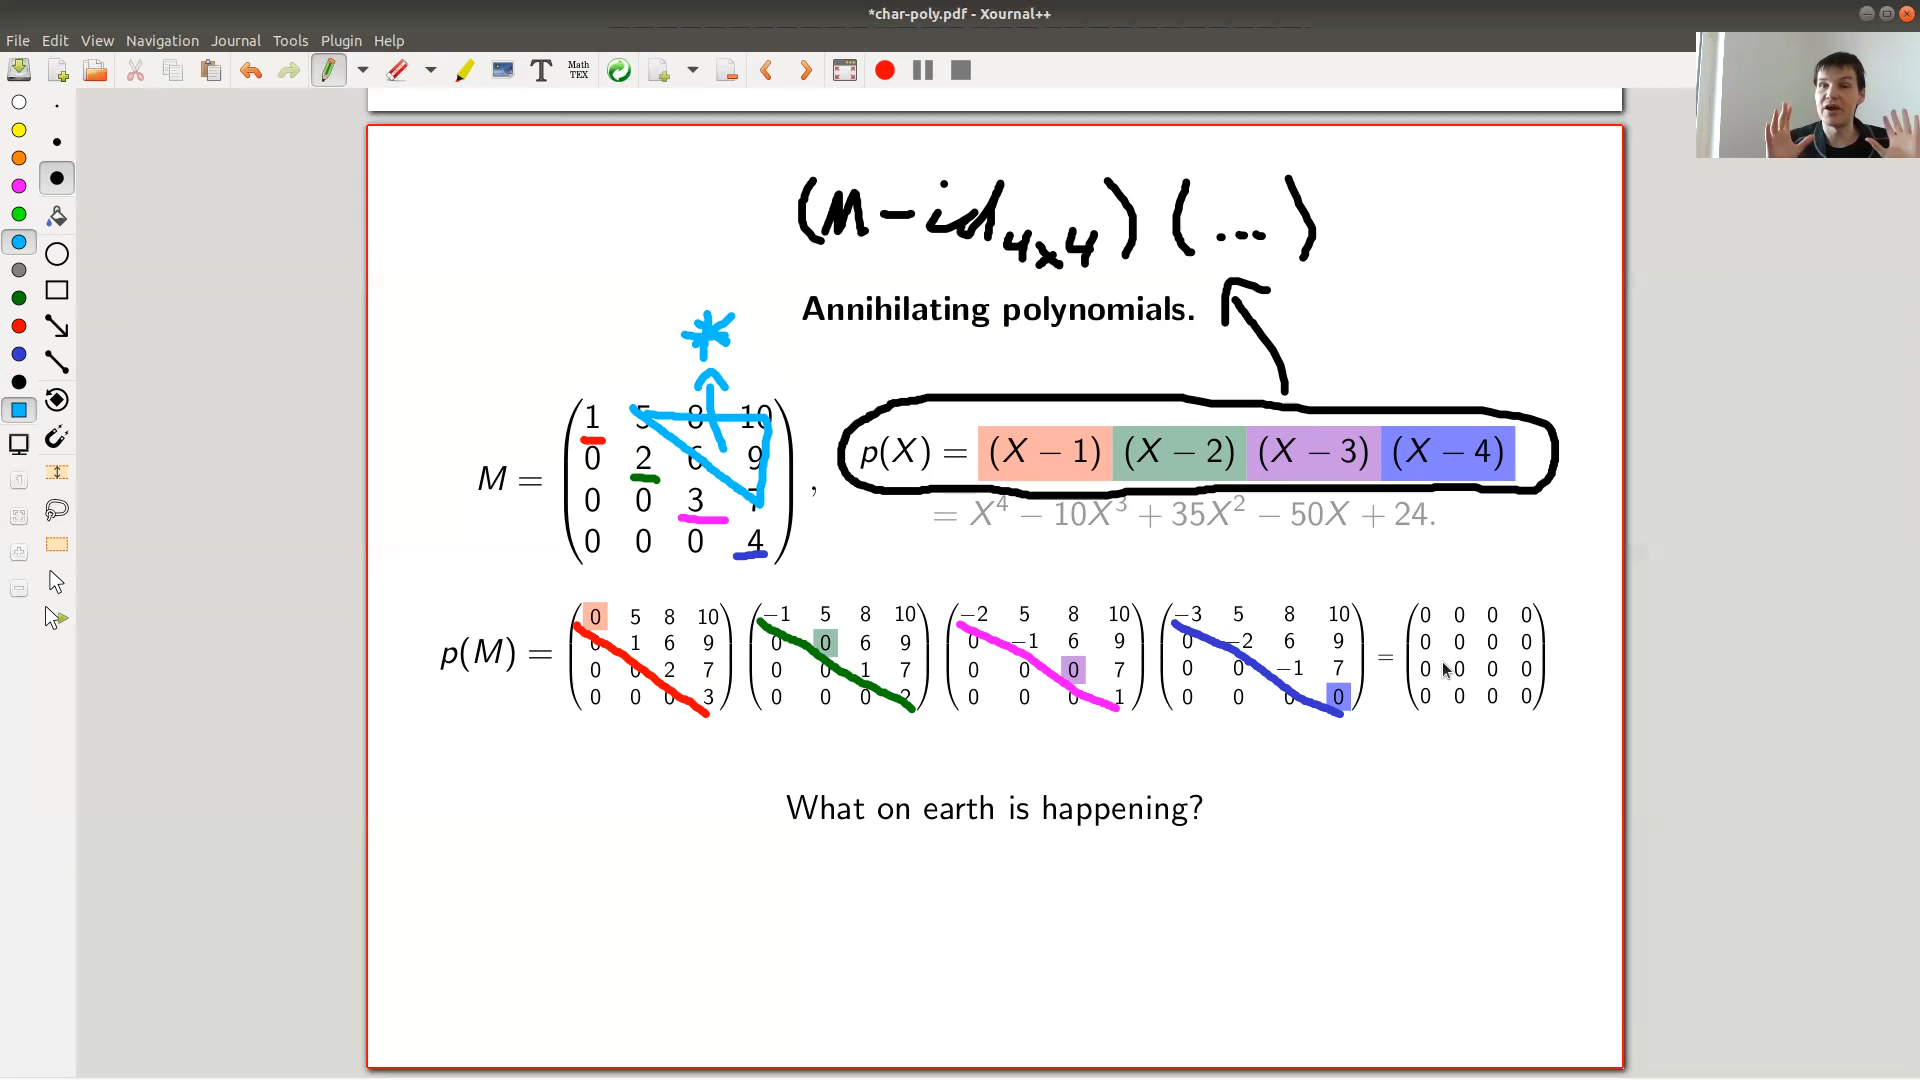 *char-poly.pdf - Xournal++
File Edit View Navigation Journal Tools Plugin Help
Math
TEX
(M - id4x4) (...)
Annihilating polynomials.
*
M = (1 5 8 10
0 2 6 9
0 0 3 7
0 0 0 4) ,
p(X) = (X − 1) (X − 2) (X − 3) (X − 4)
= X⁴ − 10X³ + 35X² − 50X + 24.
p(M) = (0 5 8 10
0 1 6 9
0 0 2 7
0 0 0 3)
(−1 5 8 10
0 0 6 9
0 0 1 7
0 0 0 2)
(−2 5 8 10
0 −1 6 9
0 0 0 7
0 0 0 1)
(−3 5 8 10
0 −2 6 9
0 0 −1 7
0 0 0 0)
= (0 0 0 0
0 0 0 0
0 0 0 0
0 0 0 0)
What on earth is happening?